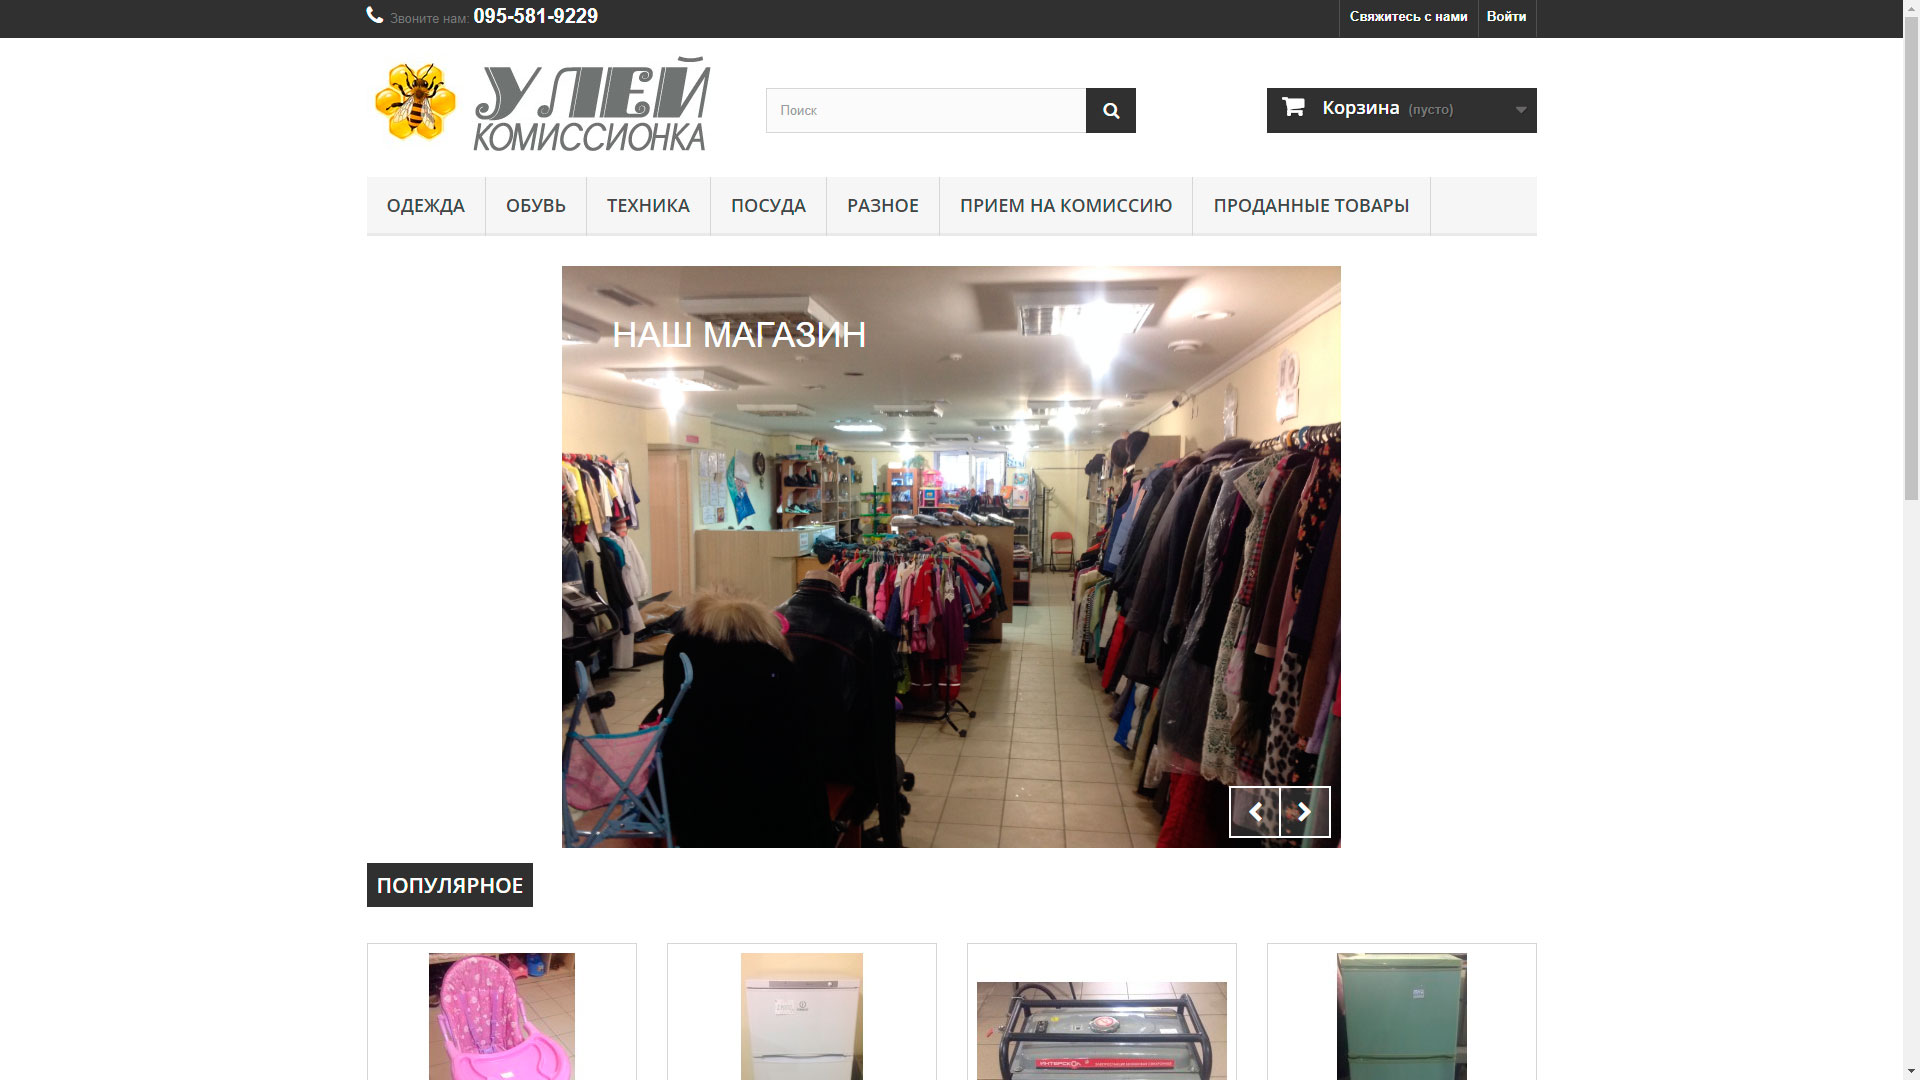 Звоните нам: 095-581-9229
Свяжитесь с нами
Войти
УЛЕЙ
КОМИССИОНКА
Поиск
Корзина (пусто)
ОДЕЖДА
ОБУВЬ
ТЕХНИКА
ПОСУДА
РАЗНОЕ
ПРИЕМ НА КОМИССИЮ
ПРОДАННЫЕ ТОВАРЫ
НАШ МАГАЗИН
ПОПУЛЯРНОЕ
ИНТЕРСКОЛ